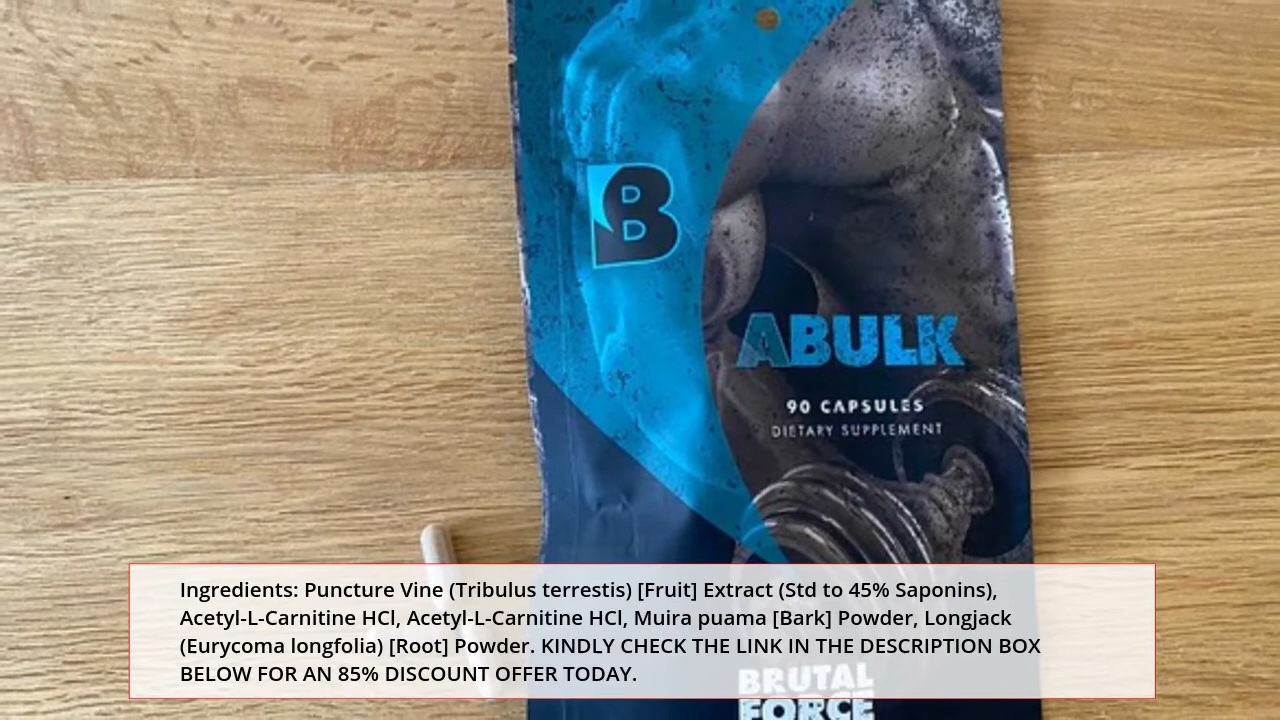 B
ABULK
90 CAPSULES
DIETARY SUPPLEMENT
Ingredients: Puncture Vine (Tribulus terrestis) [Fruit] Extract (Std to 45% Saponins),
Acetyl-L-Carnitine HCl, Acetyl-L-Carnitine HCl, Muira puama [Bark] Powder, Longjack
(Eurycoma longfolia) [Root] Powder. KINDLY CHECK THE LINK IN THE DESCRIPTION BOX
BELOW FOR AN 85% DISCOUNT OFFER TODAY.
BRUTAL
FORCE